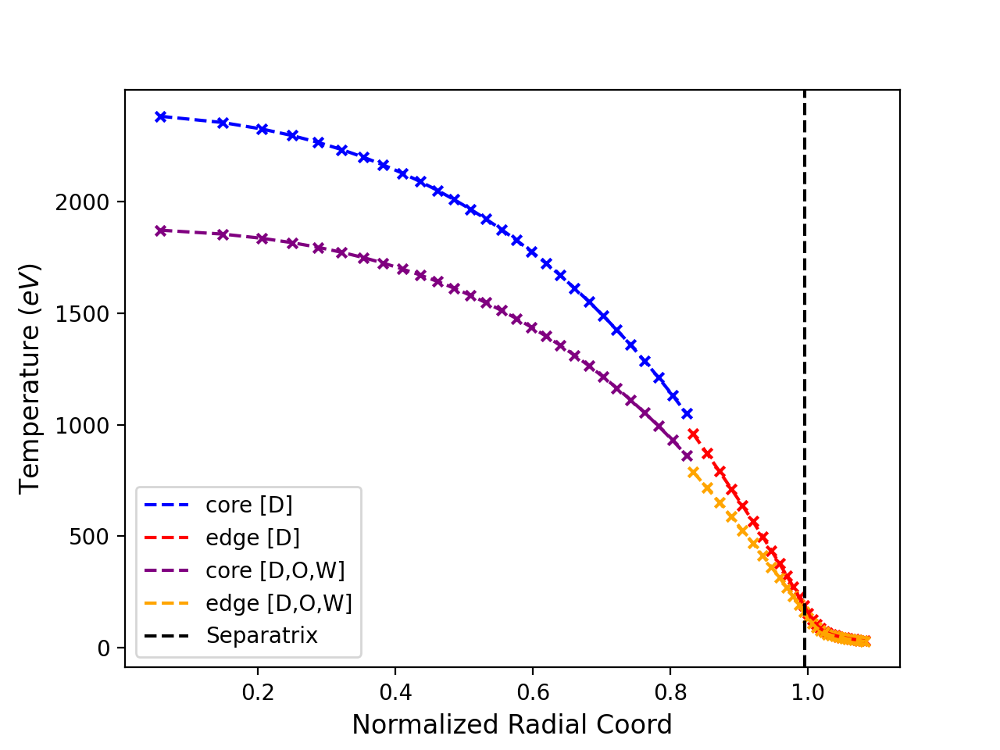 2000
1500
1000
500
0
Temperature (eV)
core [D]
edge [D]
core [D,O,W]
edge [D,O,W]
Separatrix
0.2 0.4 0.6 0.8 1.0
Normalized Radial Coord